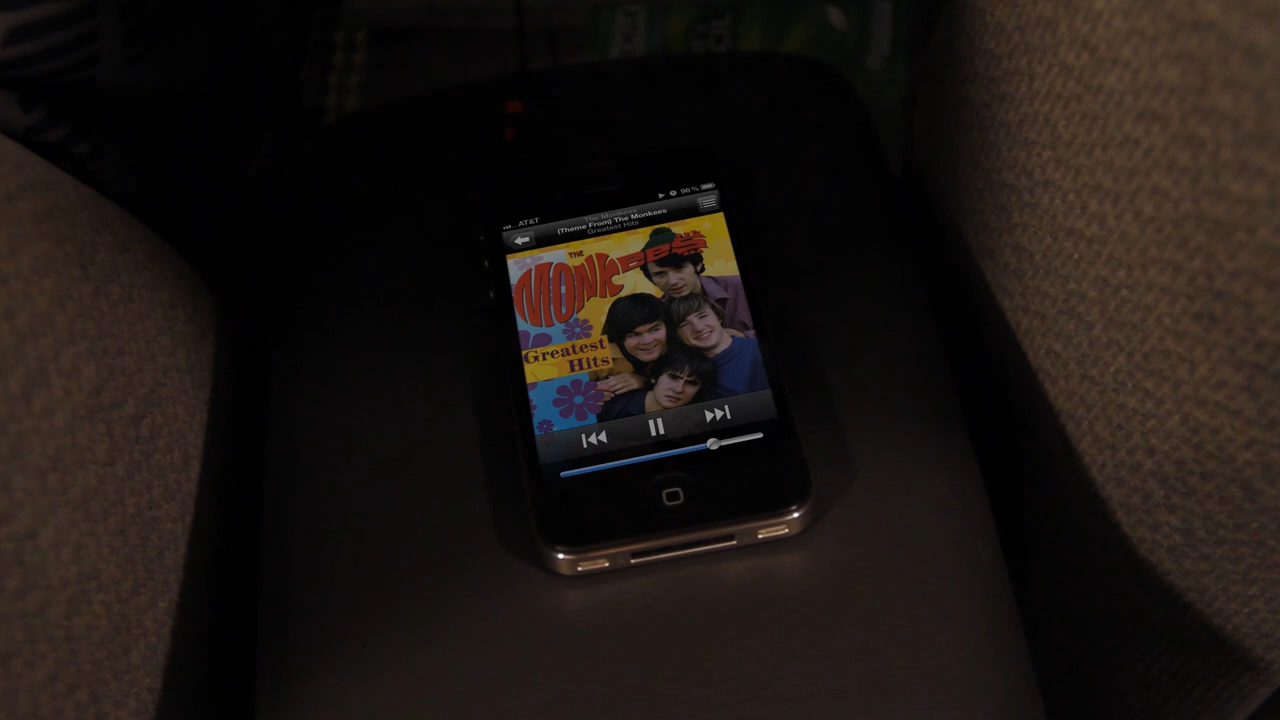 AT&T
96%
The Monkees
(Theme From) The Monkees
Greatest Hits
THE
MONKEES
Greatest
Hits